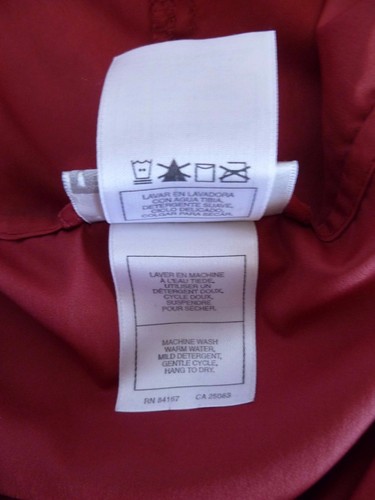 LAVAR EN LAVADORA
CON AGUA TIBIA,
DETERGENTE SUAVE,
CICLO DELICADO,
COLGAR PARA SECAR.
LAVER EN MACHINE
À L'EAU TIEDE,
UTILISER UN
DÉTERGENT DOUX,
CYCLE DOUX,
SUSPENDRE
POUR SÉCHER.
MACHINE WASH
WARM WATER,
MILD DETERGENT,
GENTLE CYCLE,
HANG TO DRY.
RN 84197 CA 25083